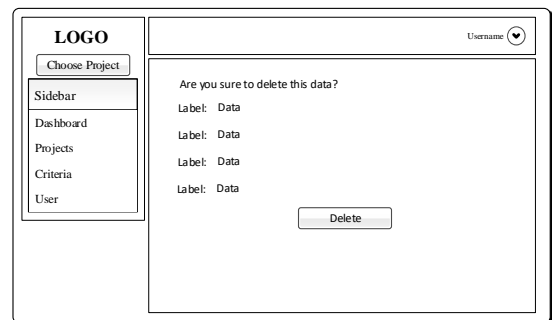 LOGO
Username
Choose Project
Sidebar
Dashboard
Projects
Criteria
User
Are you sure to delete this data?
Label: Data
Label: Data
Label: Data
Label: Data
Delete